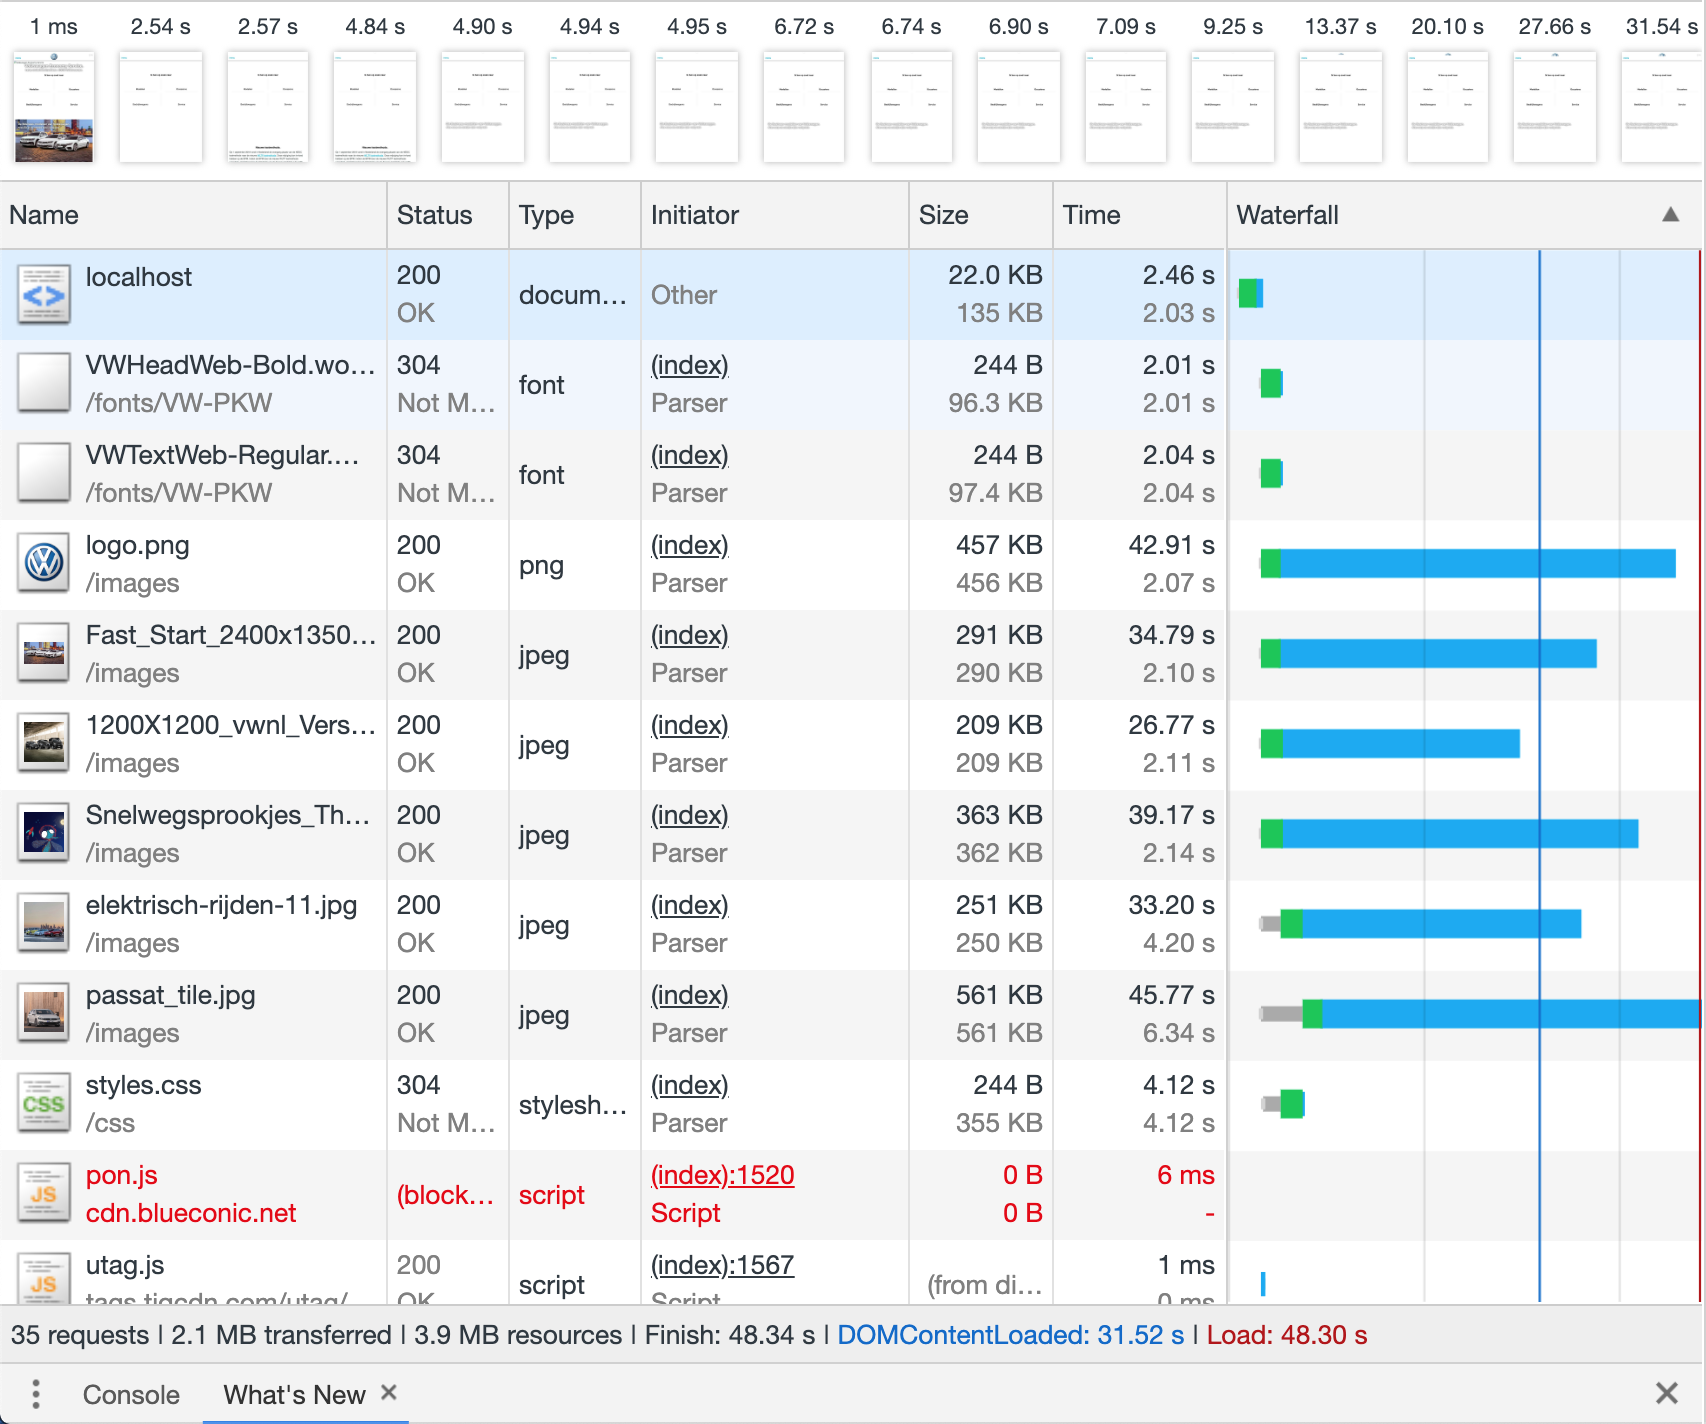 1 ms 2.54 s 2.57 s 4.84 s 4.90 s 4.94 s 4.95 s 6.72 s 6.74 s 6.90 s 7.09 s 9.25 s 13.37 s 20.10 s 27.66 s 31.54 s
Name Status Type Initiator Size Time Waterfall ▲
localhost 200 docum... Other 22.0 KB 2.46 s
OK 135 KB 2.03 s
VWHeadWeb-Bold.wo... 304 font (index) 244 B 2.01 s
/fonts/VW-PKW Not M... Parser 96.3 KB 2.01 s
VWTextWeb-Regular.... 304 font (index) 244 B 2.04 s
/fonts/VW-PKW Not M... Parser 97.4 KB 2.04 s
logo.png 200 png (index) 457 KB 42.91 s
/images OK Parser 456 KB 2.07 s
Fast_Start_2400x1350... 200 jpeg (index) 291 KB 34.79 s
/images OK Parser 290 KB 2.10 s
1200X1200_vwnl_Vers... 200 jpeg (index) 209 KB 26.77 s
/images OK Parser 209 KB 2.11 s
Snelwegsprookjes_Th... 200 jpeg (index) 363 KB 39.17 s
/images OK Parser 362 KB 2.14 s
elektrisch-rijden-11.jpg 200 jpeg (index) 251 KB 33.20 s
/images OK Parser 250 KB 4.20 s
passat_tile.jpg 200 jpeg (index) 561 KB 45.77 s
/images OK Parser 561 KB 6.34 s
CSS styles.css 304 stylesh... (index) 244 B 4.12 s
/css Not M... Parser 355 KB 4.12 s
JS pon.js (block... script (index):1520 0 B 6 ms
cdn.blueconic.net Script 0 B -
JS utag.js 200 script (index):1567 (from di... 1 ms
tags.tiqcdn.com/utag/ OK Script 0 ms
35 requests | 2.1 MB transferred | 3.9 MB resources | Finish: 48.34 s | DOMContentLoaded: 31.52 s | Load: 48.30 s
Console What's New ×